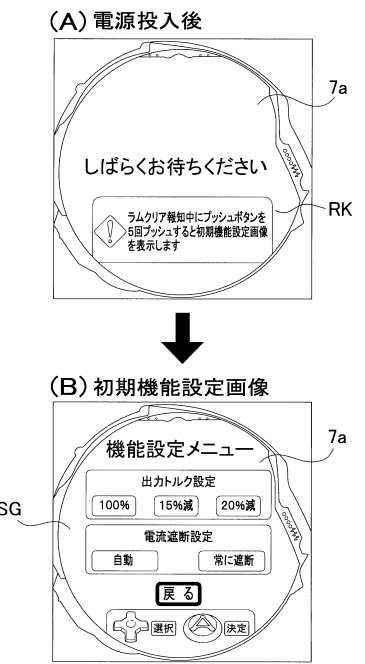 (A) 電源投入後
7a
しばらくお待ちください
ラムクリア報知中にプッシュボタンを
5回プッシュすると初期機能設定画像
を表示します
RK
(B) 初期機能設定画像
7a
機能設定メニュー
出力トルク設定
100% 15%減 20%減
SG
電流遮断設定
自動 常に遮断
戻る
選択 決定